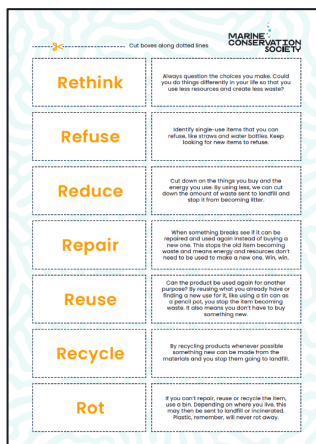 MARINE
CONSERVATION
SOCIETY
Cut boxes along dotted lines
Rethink
Always question the choices you make. Could
you do things differently in your life so that you
use less resources and create less waste?
Refuse
Identify single-use items that you can
refuse, like straws and water bottles. Keep
looking for new items to refuse.
Reduce
Cut down on the things you buy and the
energy you use. By using less, we can cut
down the amount of waste sent to landfill and
stop it from becoming litter.
Repair
When something breaks see if it can be
repaired and used again instead of buying a
new one. This stops the old item becoming
waste and means energy and resources don't
need to be used to make a new one. Win, win.
Reuse
Can the product be used again for another
purpose? By reusing what you already have or
finding a new use for it, like using a tin can as
a pencil pot, you stop the item becoming
waste. It also means you don't have to buy
something new.
Recycle
By recycling products whenever possible
something new can be made from the
materials and you stop them going to landfill.
Rot
If you can't repair, reuse or recycle the item,
use a bin. Depending on where you live, this
may then be sent to landfill or incinerated.
Plastic, remember, will never rot away.